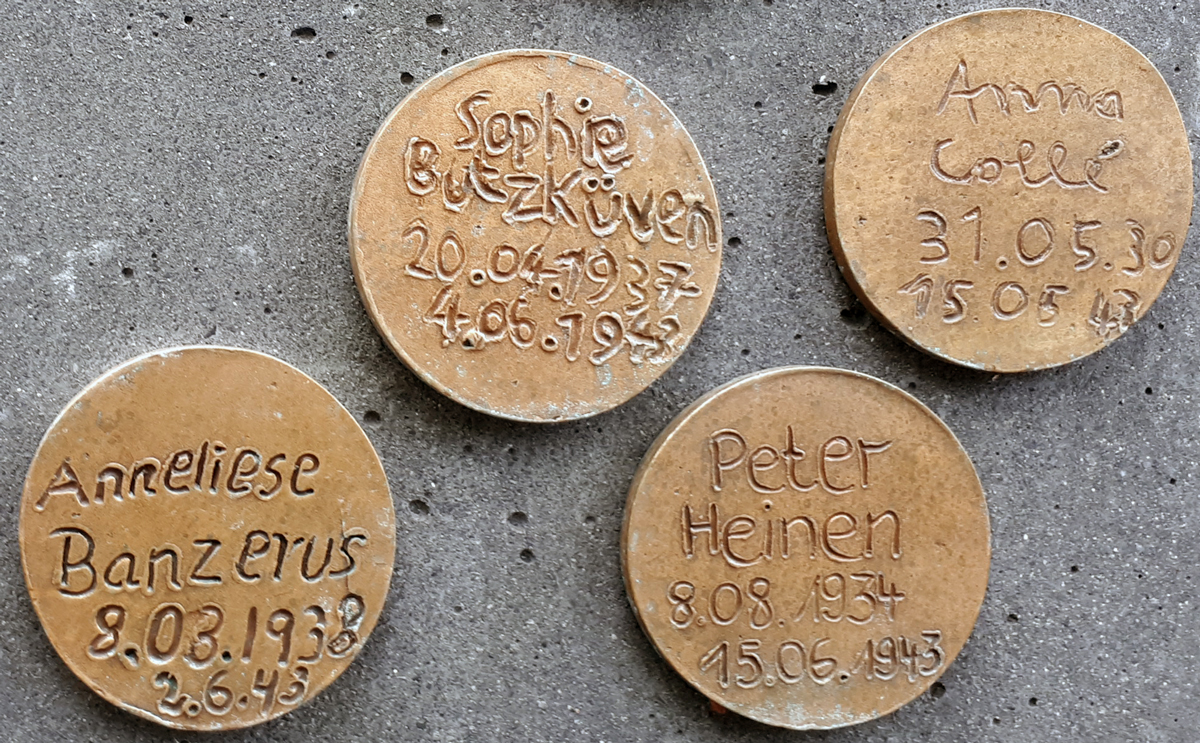 Sophie
Butzküven
20.04.1937
4.06.1943
Anna
Collé
31.05.30
15 05 43
Anneliese
Banzerus
8.03.1938
2.6.43
Peter
Heinen
8.08.1934
15.06.1943